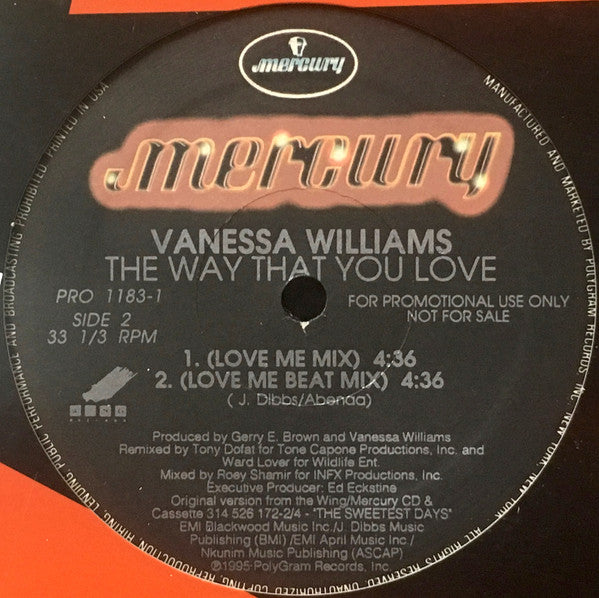 mercury
mercury
VANESSA WILLIAMS
THE WAY THAT YOU LOVE
PRO 1183-1
SIDE 2
33 1/3 RPM
FOR PROMOTIONAL USE ONLY
NOT FOR SALE
1. (LOVE ME MIX) 4:36
2. (LOVE ME BEAT MIX) 4:36
( J. Dibbs/Abenaa)
Produced by Gerry E. Brown and Vanessa Williams
Remixed by Tony Dofat for Tone Capone Productions, Inc. and
Ward Lover for Wildlife Ent.
Mixed by Roey Shamir for INFX Productions, Inc.
Executive Producer: Ed Eckstine
Original version from the Wing/Mercury CD &
Cassette 314 526 172-2/4 - "THE SWEETEST DAYS"
EMI Blackwood Music Inc./J. Dibbs Music
Publishing (BMI) /EMI April Music Inc./
Nkunim Music Publishing (ASCAP)
℗1995 PolyGram Records, Inc.
MANUFACTURED AND MARKETED BY POLYGRAM RECORDS INC. NEW YORK, NEW YORK. ALL RIGHTS RESERVED. UNAUTHORIZED COPYING, REPRODUCTION HIRING, LENDING, PUBLIC PERFORMANCE AND BROADCASTING PROHIBITED PRINTED IN USA